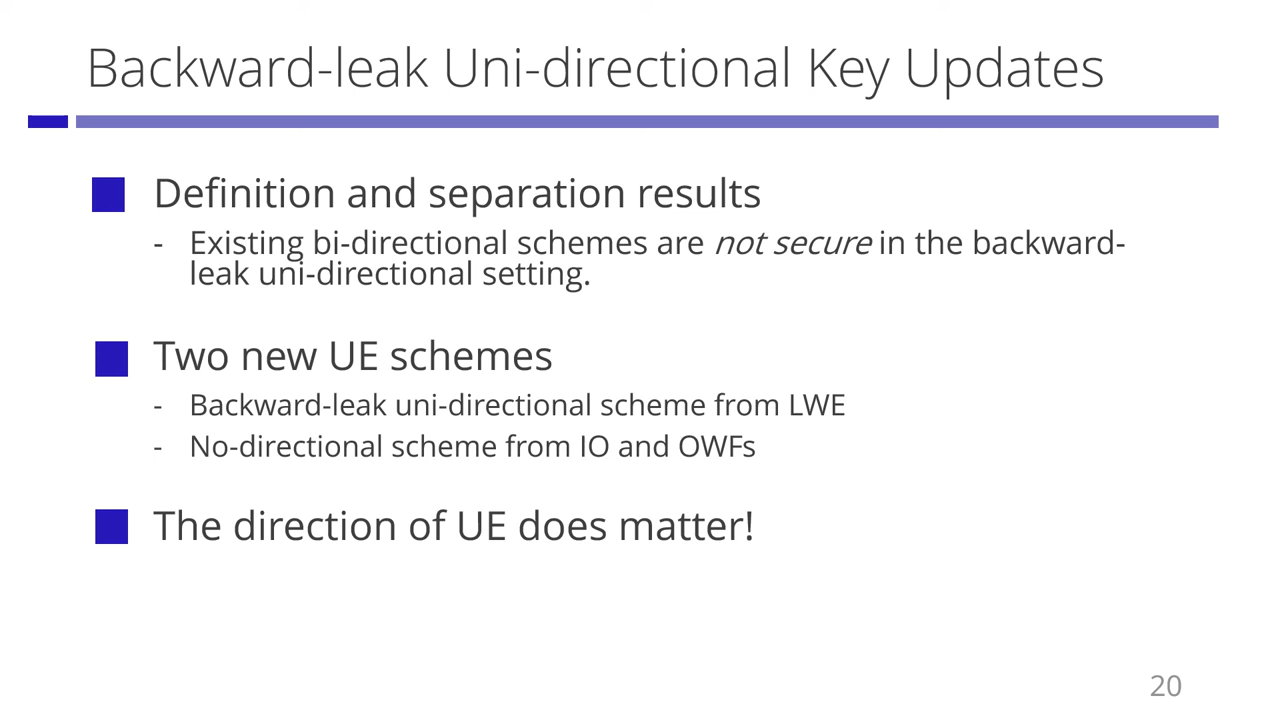 Backward-leak Uni-directional Key Updates
Definition and separation results
- Existing bi-directional schemes are not secure in the backward-
leak uni-directional setting.
Two new UE schemes
- Backward-leak uni-directional scheme from LWE
- No-directional scheme from IO and OWFs
The direction of UE does matter!
20